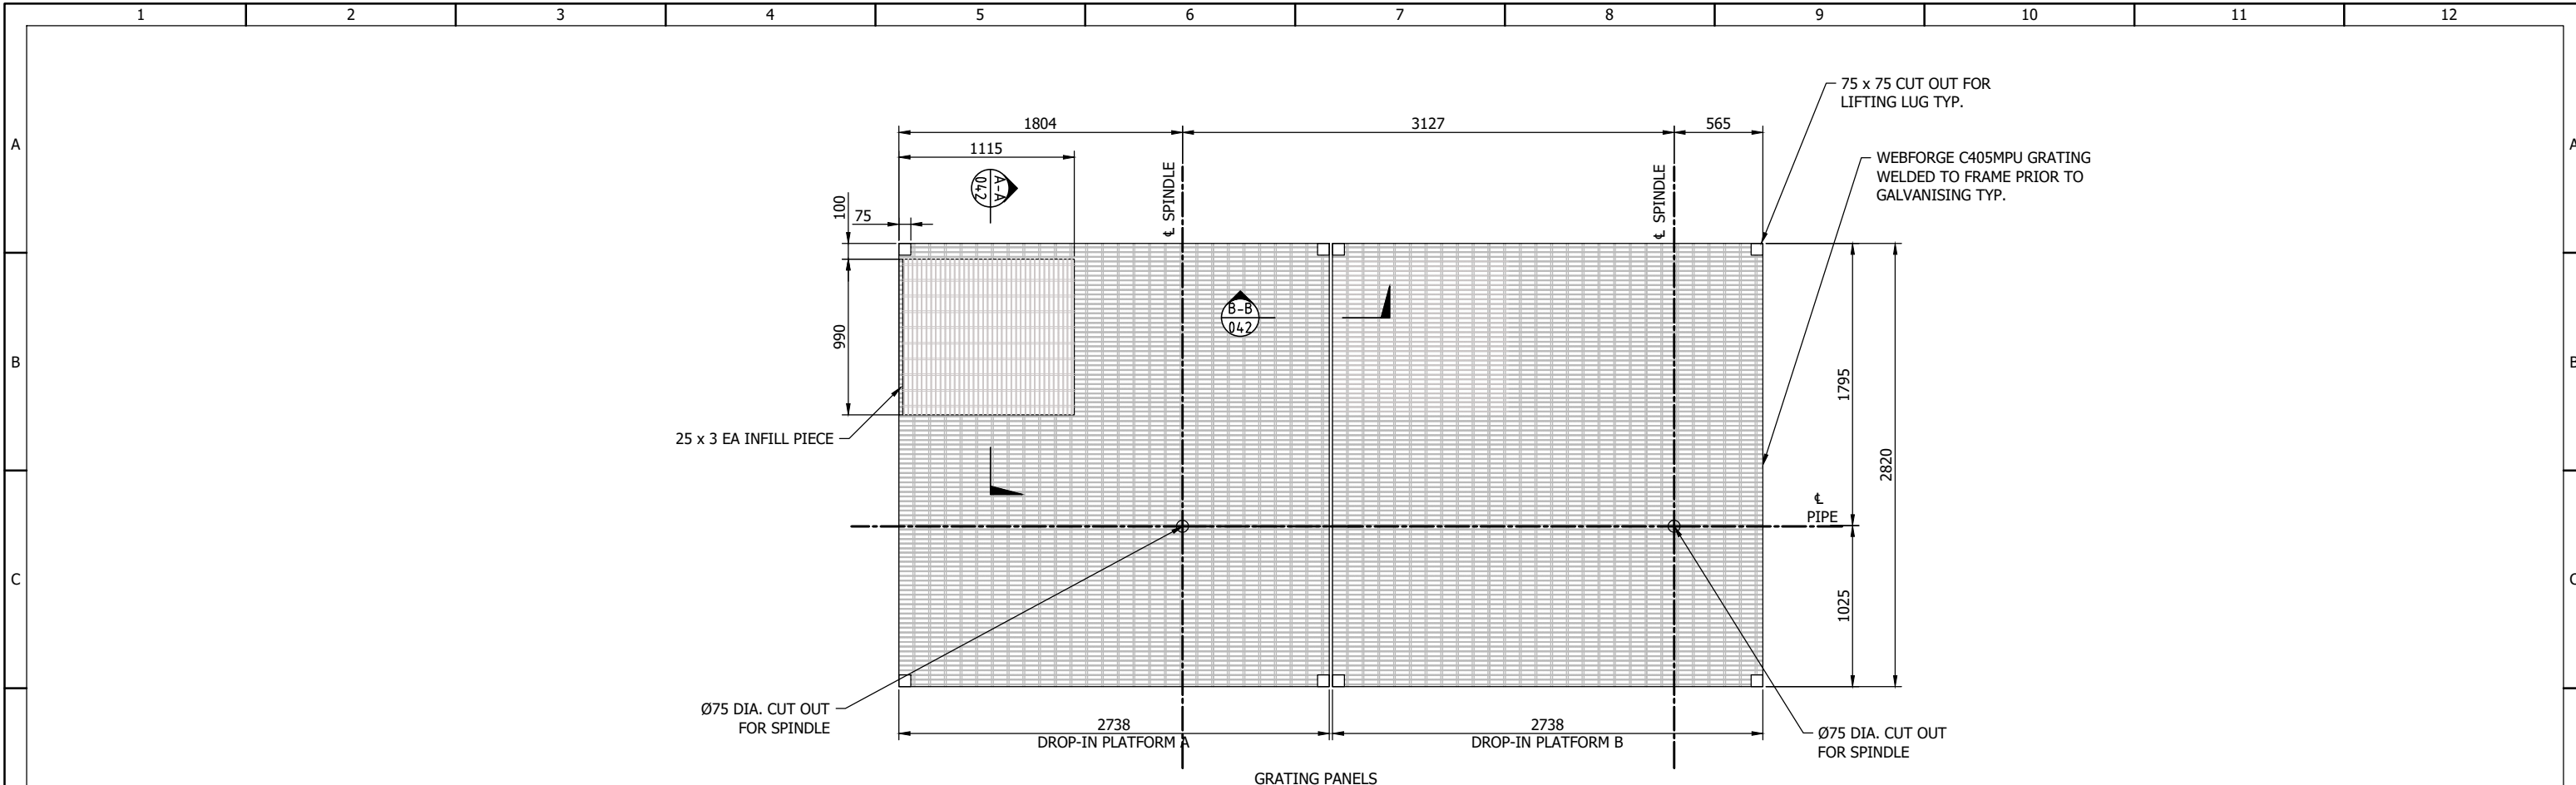 1 2 3 4 5 6 7 8 9 10 11 12
75 x 75 CUT OUT FOR
LIFTING LUG TYP.
1804
3127
565
A
A
1115
WEBFORGE C405MPU GRATING
WELDED TO FRAME PRIOR TO
GALVANISING TYP.
A-A
042
℄ SPINDLE
℄ SPINDLE
100
75
B-B
042
990
B
B
1795
25 x 3 EA INFILL PIECE
2820
℄
PIPE
C
C
1025
Ø75 DIA. CUT OUT
FOR SPINDLE
2738
DROP-IN PLATFORM A
2738
DROP-IN PLATFORM B
Ø75 DIA. CUT OUT
FOR SPINDLE
GRATING PANELS